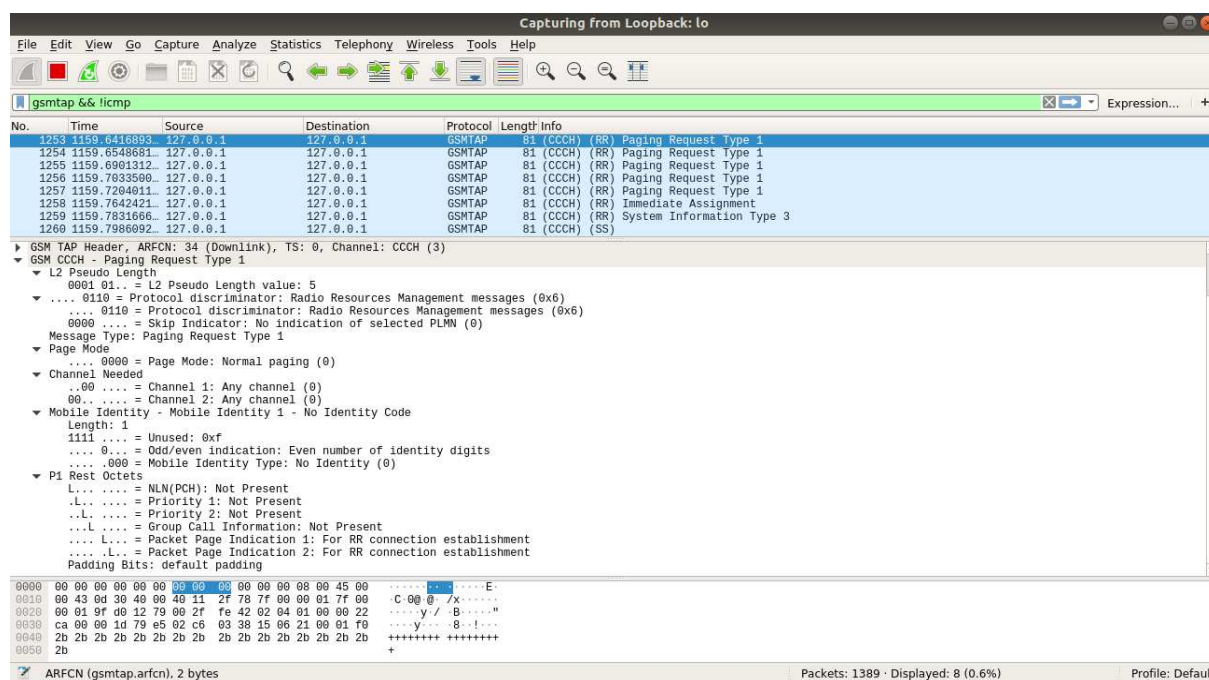 Capturing from Loopback: lo
File Edit View Go Capture Analyze Statistics Telephony Wireless Tools Help
gsmtap && !icmp
Expression... +
No. Time Source Destination Protocol Length Info
1253 1159.6416893… 127.0.0.1 127.0.0.1 GSMTAP 81 (CCCH) (RR) Paging Request Type 1
1254 1159.6548681… 127.0.0.1 127.0.0.1 GSMTAP 81 (CCCH) (RR) Paging Request Type 1
1255 1159.6901312… 127.0.0.1 127.0.0.1 GSMTAP 81 (CCCH) (RR) Paging Request Type 1
1256 1159.7033500… 127.0.0.1 127.0.0.1 GSMTAP 81 (CCCH) (RR) Paging Request Type 1
1257 1159.7204011… 127.0.0.1 127.0.0.1 GSMTAP 81 (CCCH) (RR) Paging Request Type 1
1258 1159.7642421… 127.0.0.1 127.0.0.1 GSMTAP 81 (CCCH) (RR) Immediate Assignment
1259 1159.7831666… 127.0.0.1 127.0.0.1 GSMTAP 81 (CCCH) (RR) System Information Type 3
1260 1159.7986092… 127.0.0.1 127.0.0.1 GSMTAP 81 (CCCH) (SS)
GSM TAP Header, ARFCN: 34 (Downlink), TS: 0, Channel: CCCH (3)
GSM CCCH - Paging Request Type 1
L2 Pseudo Length
0001 01.. = L2 Pseudo Length value: 5
.... 0110 = Protocol discriminator: Radio Resources Management messages (0x6)
.... 0110 = Protocol discriminator: Radio Resources Management messages (0x6)
0000 .... = Skip Indicator: No indication of selected PLMN (0)
Message Type: Paging Request Type 1
Page Mode
.... 0000 = Page Mode: Normal paging (0)
Channel Needed
..00 .... = Channel 1: Any channel (0)
00.. .... = Channel 2: Any channel (0)
Mobile Identity - Mobile Identity 1 - No Identity Code
Length: 1
1111 .... = Unused: 0xf
.... 0... = Odd/even indication: Even number of identity digits
.... .000 = Mobile Identity Type: No Identity (0)
P1 Rest Octets
L... .... = NLN(PCH): Not Present
.L.. .... = Priority 1: Not Present
..L. .... = Priority 2: Not Present
...L .... = Group Call Information: Not Present
.... L... = Packet Page Indication 1: For RR connection establishment
.... .L.. = Packet Page Indication 2: For RR connection establishment
Padding Bits: default padding
0000 00 00 00 00 00 00 00 00 00 00 00 00 08 00 45 00 ········ ······E·
0010 00 43 0d 30 40 00 40 11 2f 78 7f 00 00 01 7f 00 ·C·0@·@· /x······
0020 00 01 9f d0 12 79 00 2f fe 42 02 04 01 00 00 22 ·····y·/ ·B·····"
0030 ca 00 00 1d 79 e5 02 c6 03 38 15 06 21 00 01 f0 ····y··· ·8··!···
0040 2b 2b 2b 2b 2b 2b 2b 2b 2b 2b 2b 2b 2b 2b 2b 2b ++++++++ ++++++++
0050 2b +
ARFCN (gsmtap.arfcn), 2 bytes Packets: 1389 · Displayed: 8 (0.6%) Profile: Defaul